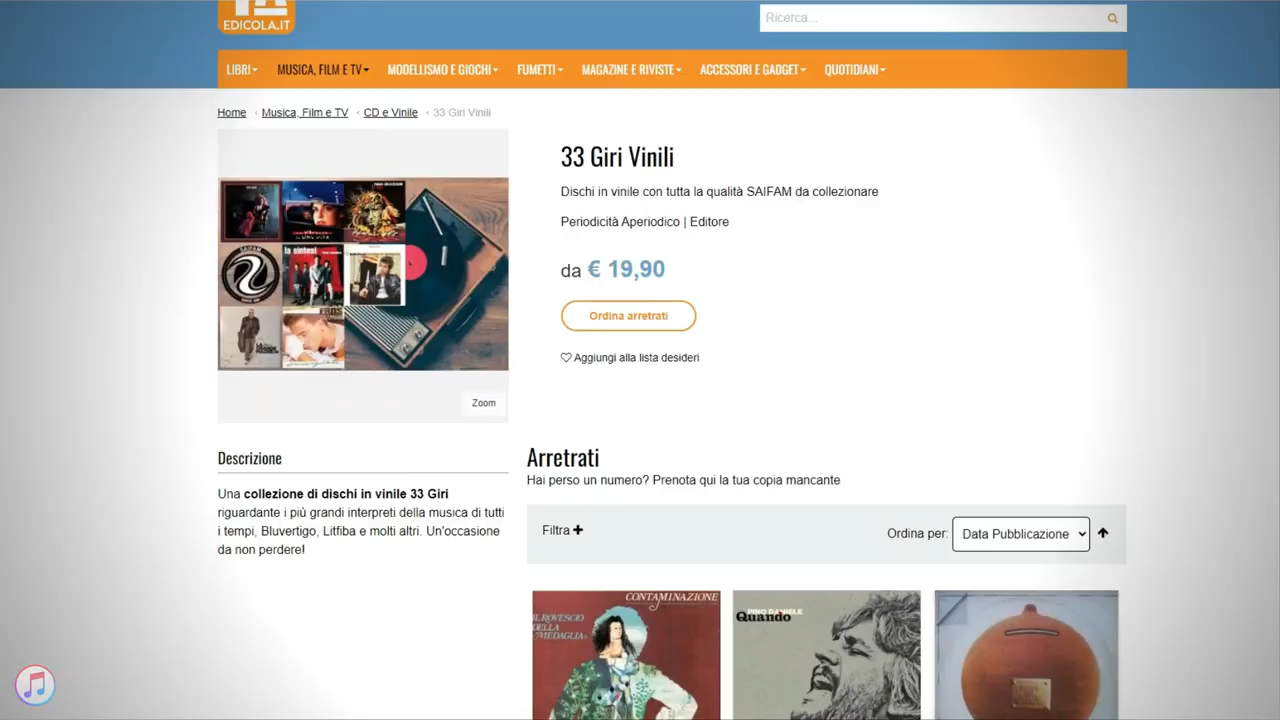 EDICOLA.IT
Ricerca...
LIBRI
MUSICA, FILM E TV
MODELLISMO E GIOCHI
FUMETTI
MAGAZINE E RIVISTE
ACCESSORI E GADGET
QUOTIDIANI
Home ‹ Musica, Film e TV ‹ CD e Vinile ‹ 33 Giri Vinili
33 Giri Vinili
Dischi in vinile con tutta la qualità SAIFAM da collezionare
Periodicità Aperiodico | Editore
da € 19,90
Ordina arretrati
Aggiungi alla lista desideri
SAIFAM
la sintesi
EROS
Zoom
Descrizione
Una collezione di dischi in vinile 33 Giri
riguardante i più grandi interpreti della musica di tutti
i tempi, Bluvertigo, Litfiba e molti altri. Un'occasione
da non perdere!
Arretrati
Hai perso un numero? Prenota qui la tua copia mancante
Filtra
Ordina per: Data Pubblicazione
CONTAMINAZIONE
IL ROVESCIO
DELLA
MEDAGLIA
PINO DANIELE
Quando